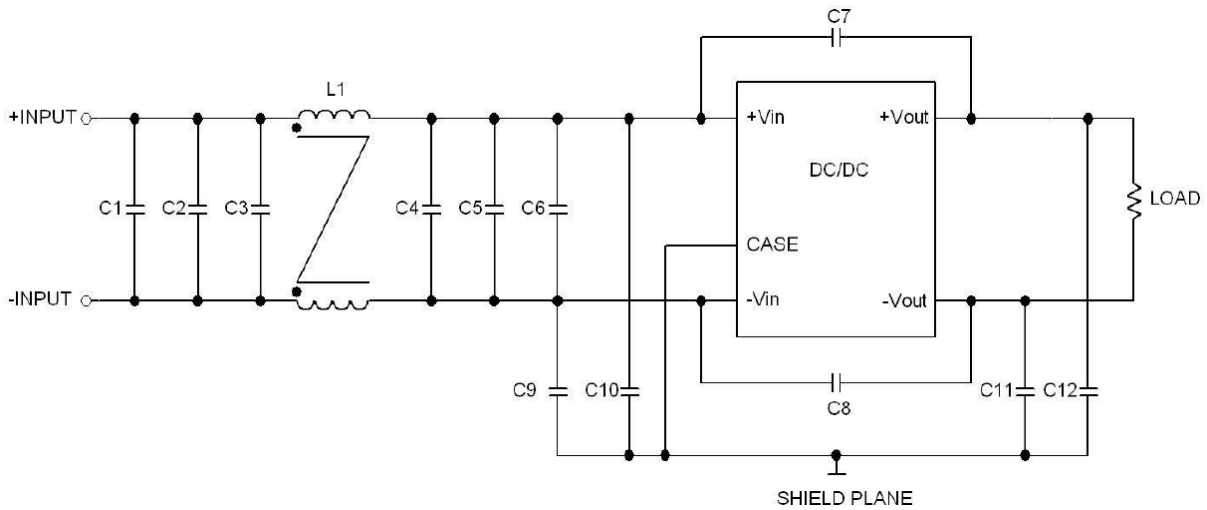 C7
L1
+INPUT
+Vin
+Vout
DC/DC
C1
C2
C3
C4
C5
C6
LOAD
CASE
-INPUT
-Vin
-Vout
C9
C10
C8
C11
C12
SHIELD PLANE